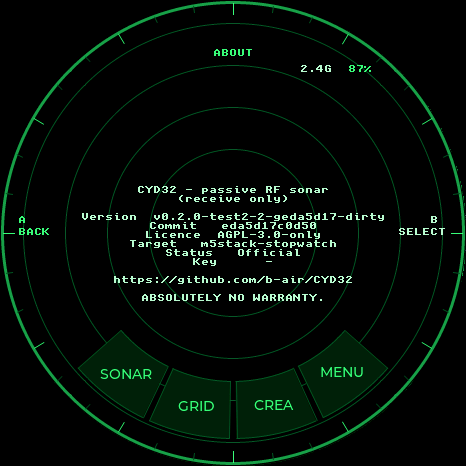 ABOUT
2.4G 87%
CYD32 - passive RF sonar
(receive only)
Version v0.2.0-test2-2-geda5d17-dirty
Commit eda5d17c0d50
Licence AGPL-3.0-only
Target m5stack-stopwatch
Status Official
Key -
A
BACK
B
SELECT
https://github.com/b-air/CYD32
ABSOLUTELY NO WARRANTY.
SONAR
GRID
CREA
MENU